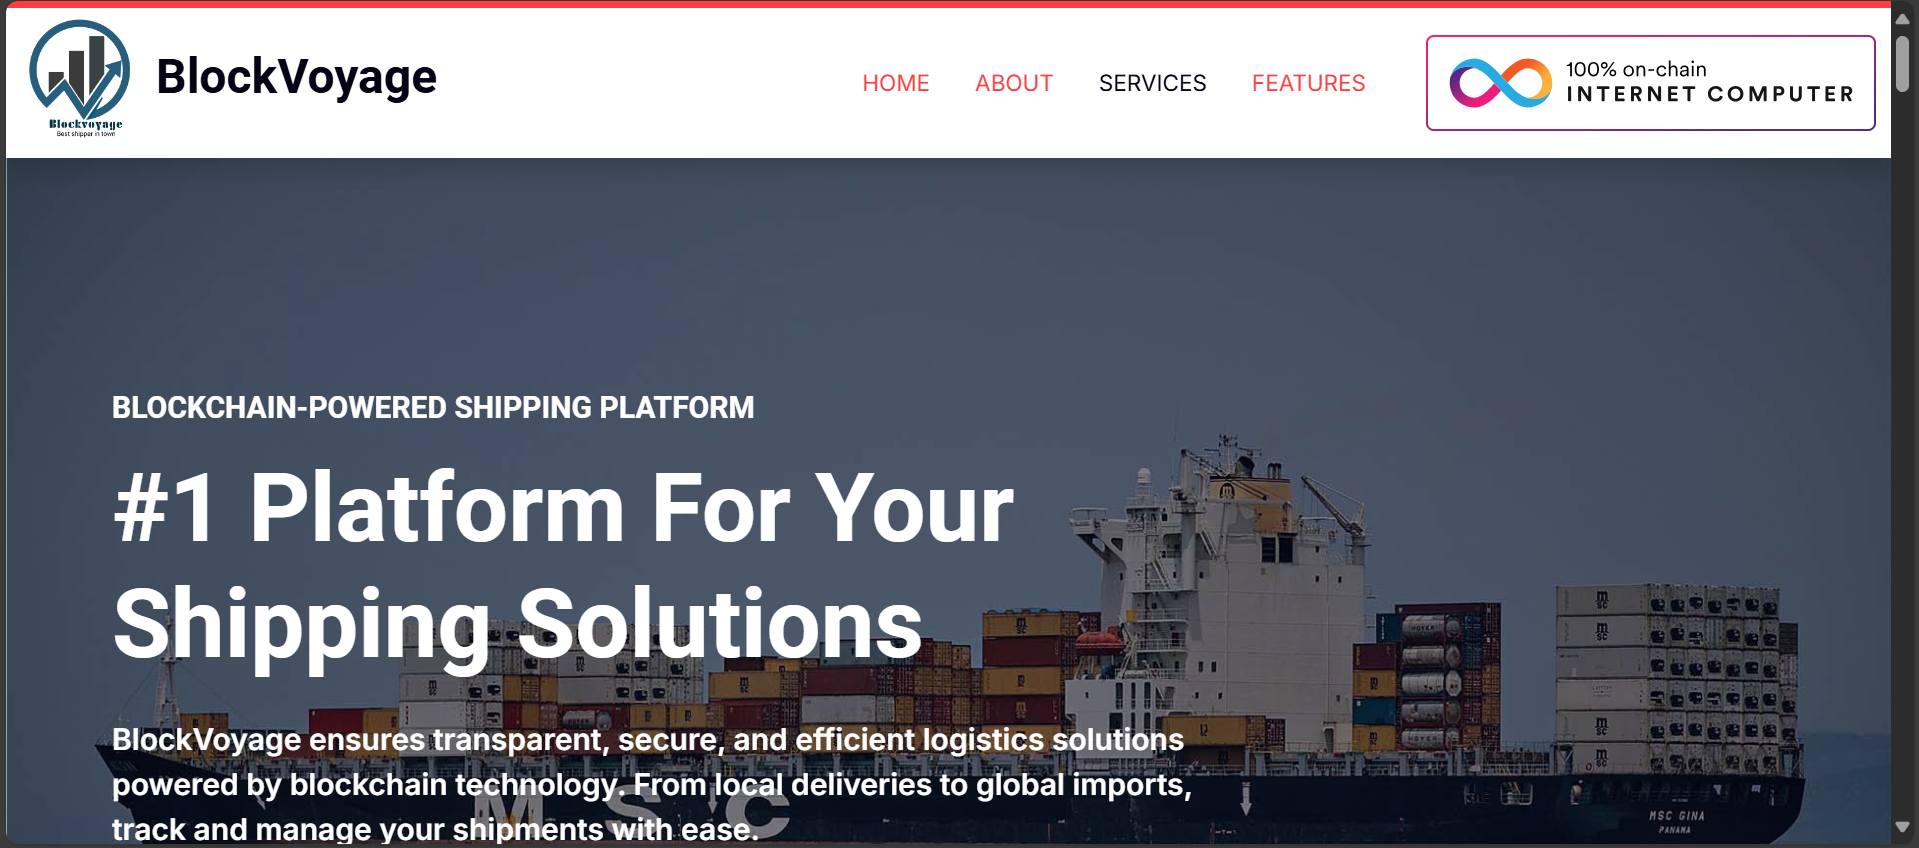 BlockVoyage
Blockvoyage
Best shipper in town
HOME
ABOUT
SERVICES
FEATURES
100% on-chain
INTERNET COMPUTER
BLOCKCHAIN-POWERED SHIPPING PLATFORM
#1 Platform For Your
Shipping Solutions
BlockVoyage ensures transparent, secure, and efficient logistics solutions
powered by blockchain technology. From local deliveries to global imports,
track and manage your shipments with ease.
MSC
MSC GINA
PANAMA